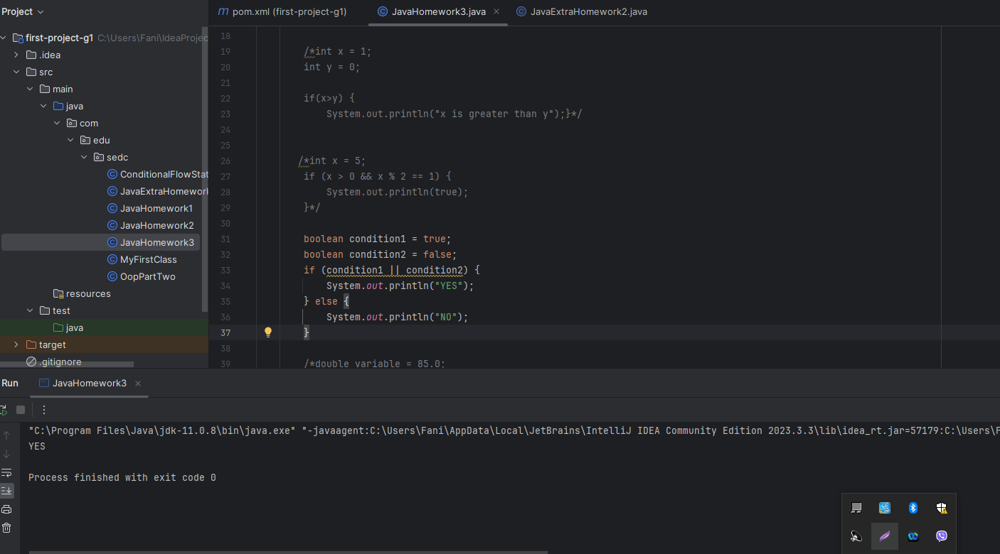 Project
pom.xml (first-project-g1)
JavaHomework3.java
JavaExtraHomework2.java
first-project-g1 C:\Users\Fani\IdeaProjec
.idea
src
main
java
com
edu
sedc
ConditionalFlowStat
JavaExtraHomework
JavaHomework1
JavaHomework2
JavaHomework3
MyFirstClass
OopPartTwo
resources
test
java
target
.gitignore
18
19 /*int x = 1;
20 int y = 0;
21
22 if(x>y) {
23 System.out.println("x is greater than y");}*/
24
25
26 /*int x = 5;
27 if (x > 0 && x % 2 == 1) {
28 System.out.println(true);
29 }*/
30
31 boolean condition1 = true;
32 boolean condition2 = false;
33 if (condition1 || condition2) {
34 System.out.println("YES");
35 } else {
36 System.out.println("NO");
37 }
38
39 /*double variable = 85.0;
Run JavaHomework3
"C:\Program Files\Java\jdk-11.0.8\bin\java.exe" "-javaagent:C:\Users\Fani\AppData\Local\JetBrains\IntelliJ IDEA Community Edition 2023.3.3\lib\idea_rt.jar=57179:C:\Users\F
YES
Process finished with exit code 0